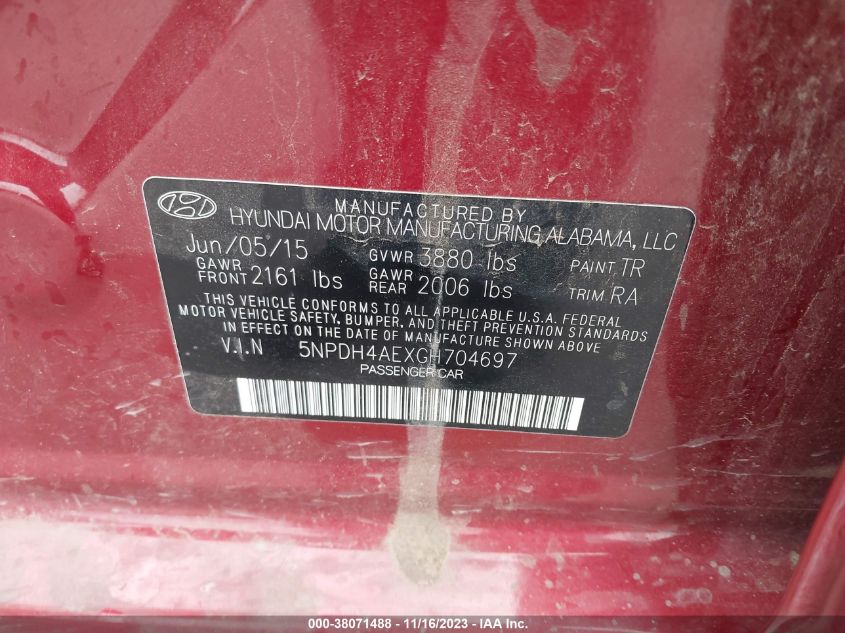 MANUFACTURED BY
HYUNDAI MOTOR MANUFACTURING ALABAMA, LLC
Jun/05/15 GVWR 3880 lbs PAINT TR
GAWR FRONT 2161 lbs GAWR REAR 2006 lbs TRIM RA
THIS VEHICLE CONFORMS TO ALL APPLICABLE U.S.A. FEDERAL
MOTOR VEHICLE SAFETY, BUMPER, AND THEFT PREVENTION STANDARDS
IN EFFECT ON THE DATE OF MANUFACTURE SHOWN ABOVE.
V.I.N 5NPDH4AEXGH704697
PASSENGER CAR
000-38071488 - 11/16/2023 - IAA Inc.